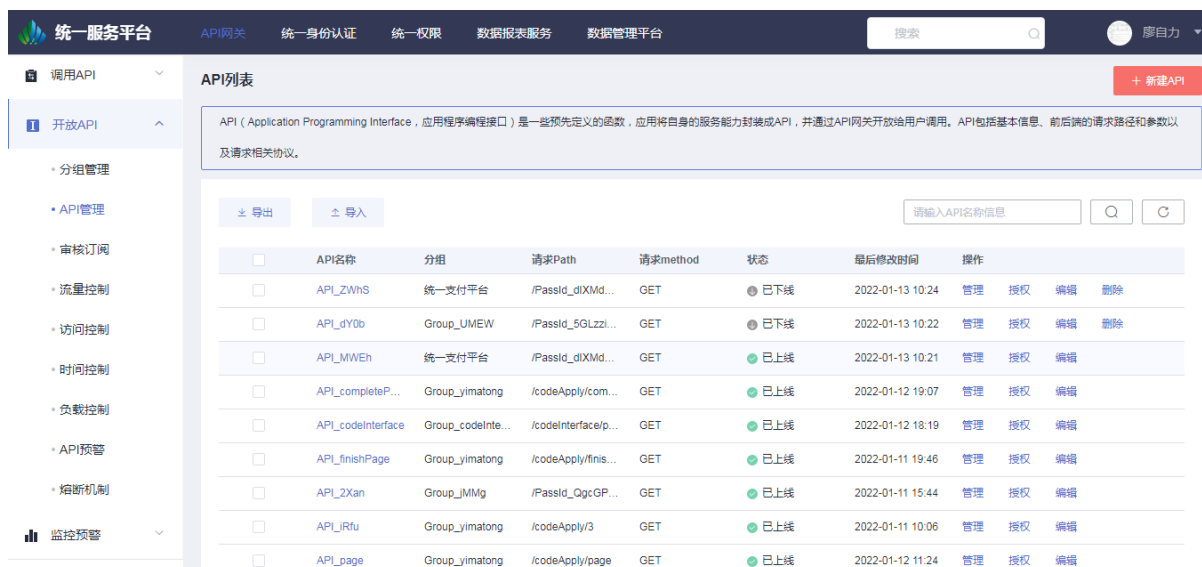 统一服务平台 API网关 统一身份认证 统一权限 数据报表服务 数据管理平台 搜索 廖自力
调用API
开放API
分组管理
API管理
审核订阅
流量控制
访问控制
时间控制
负载控制
API预警
熔断机制
监控预警
API列表 + 新建API
API（Application Programming Interface，应用程序编程接口）是一些预先定义的函数，应用将自身的服务能力封装成API，并通过API网关开放给用户调用。API包括基本信息、前后端的请求路径和参数以
及请求相关协议。
导出 导入 请输入API名称信息
API名称 分组 请求Path 请求method 状态 最后修改时间 操作
API_ZWhS 统一支付平台 /PassId_dIXMd... GET 已下线 2022-01-13 10:24 管理 授权 编辑 删除
API_dY0b Group_UMEW /PassId_5GLzzi... GET 已下线 2022-01-13 10:22 管理 授权 编辑 删除
API_MWEh 统一支付平台 /PassId_dIXMd... GET 已上线 2022-01-13 10:21 管理 授权 编辑
API_completeP... Group_yimatong /codeApply/com... GET 已上线 2022-01-12 19:07 管理 授权 编辑
API_codeInterface Group_codeInte... /codeInterface/p... GET 已上线 2022-01-12 18:19 管理 授权 编辑
API_finishPage Group_yimatong /codeApply/finis... GET 已上线 2022-01-11 19:46 管理 授权 编辑
API_2Xan Group_jMMg /PassId_QgcGP... GET 已上线 2022-01-11 15:44 管理 授权 编辑
API_iRfu Group_yimatong /codeApply/3 GET 已上线 2022-01-11 10:06 管理 授权 编辑
API_page Group_yimatong /codeApply/page GET 已上线 2022-01-12 11:24 管理 授权 编辑